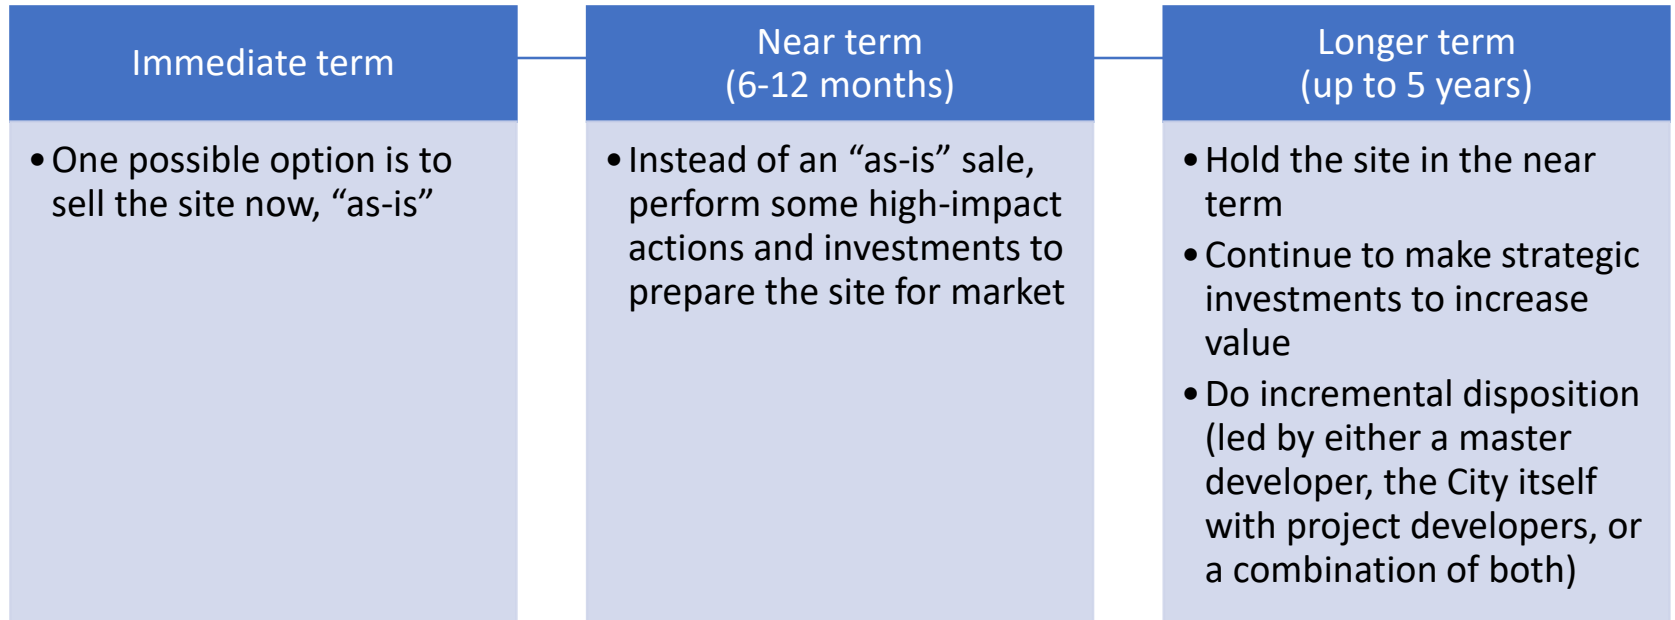 Immediate term
• One possible option is to
sell the site now, “as-is”
Near term
(6-12 months)
• Instead of an “as-is” sale,
perform some high-impact
actions and investments to
prepare the site for market
Longer term
(up to 5 years)
• Hold the site in the near
term
• Continue to make strategic
investments to increase
value
• Do incremental disposition
(led by either a master
developer, the City itself
with project developers, or
a combination of both)